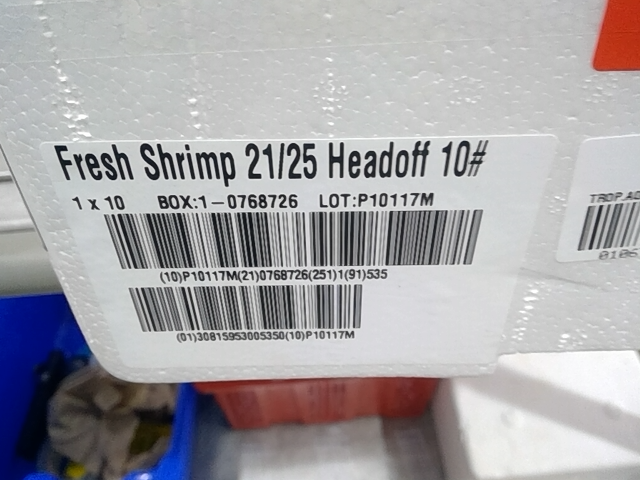 Fresh Shrimp 21/25 Headoff 10#
1 x 10 BOX:1-0768726 LOT:P10117M
(10)P10117M(21)0768726(251)1(91)535
(01)30815953005350(10)P10117M